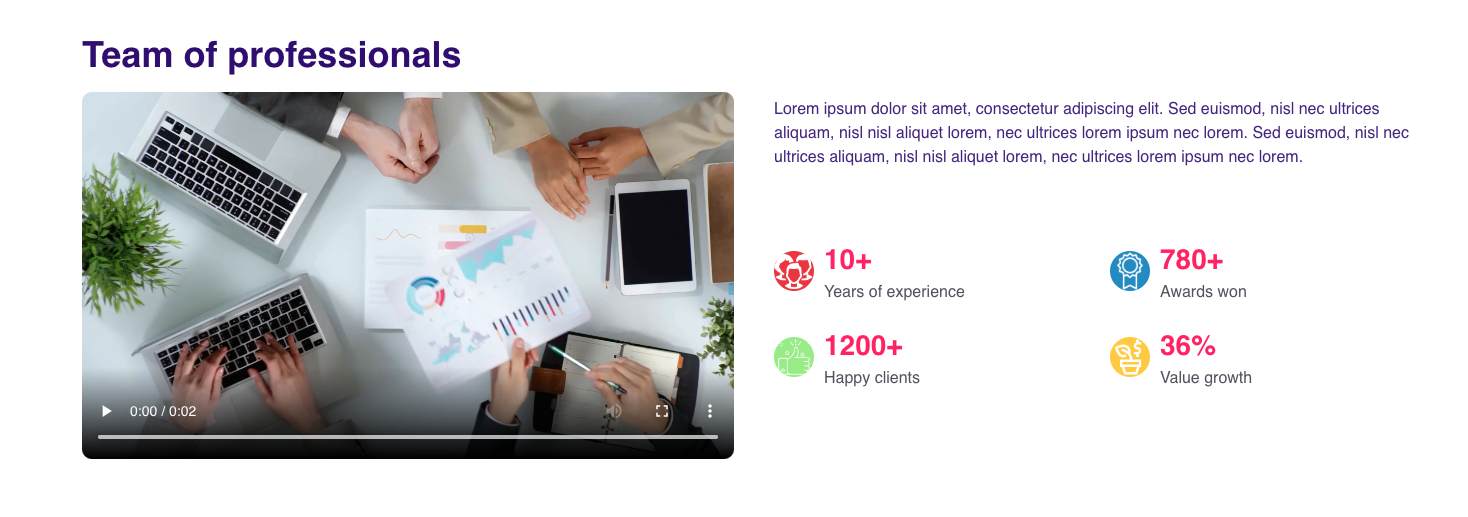 Team of professionals
Lorem ipsum dolor sit amet, consectetur adipiscing elit. Sed euismod, nisl nec ultrices
aliquam, nisl nisl aliquet lorem, nec ultrices lorem ipsum nec lorem. Sed euismod, nisl nec
ultrices aliquam, nisl nisl aliquet lorem, nec ultrices lorem ipsum nec lorem.
10+
Years of experience
780+
Awards won
1200+
Happy clients
36%
Value growth
0:00 / 0:02